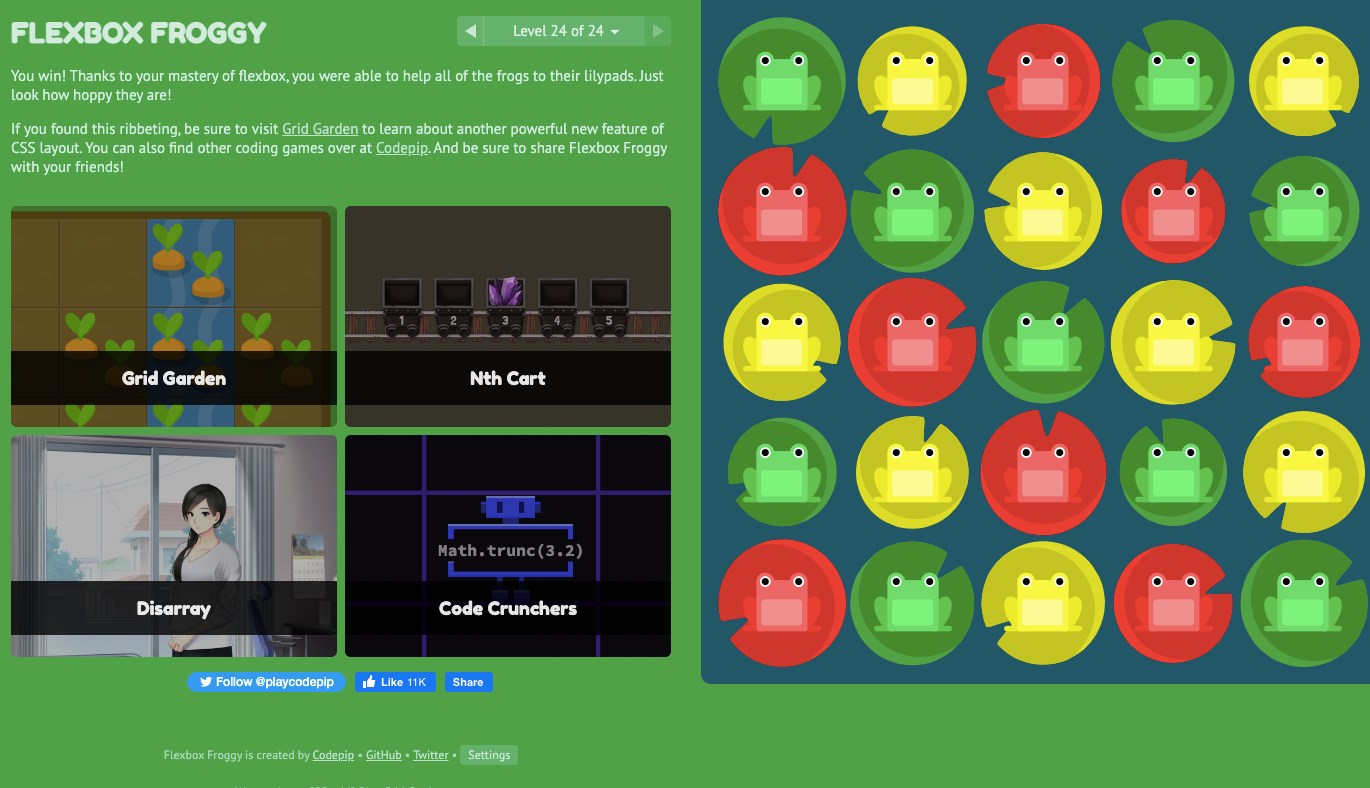 FLEXBOX FROGGY
Level 24 of 24
You win! Thanks to your mastery of flexbox, you were able to help all of the frogs to their lilypads. Just
look how hoppy they are!
If you found this ribbeting, be sure to visit Grid Garden to learn about another powerful new feature of
CSS layout. You can also find other coding games over at Codepip. And be sure to share Flexbox Froggy
with your friends!
Grid Garden
1 2 3 4 5
Nth Cart
Disarray
Math.trunc(3.2)
Code Crunchers
Follow @playcodepip
Like 11K
Share
Flexbox Froggy is created by Codepip • GitHub • Twitter • Settings